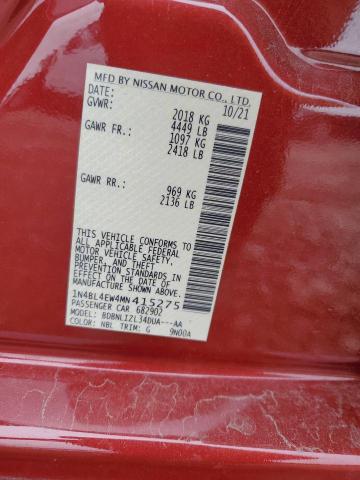 MFD BY NISSAN MOTOR CO., LTD.
DATE: 10/21
GVWR: 2018 KG
4449 LB
GAWR FR.: 1097 KG
2418 LB
GAWR RR.: 969 KG
2136 LB
THIS VEHICLE CONFORMS TO ALL
APPLICABLE U.S. FEDERAL MOTOR VEHICLE SAFETY,
BUMPER, AND THEFT
PREVENTION STANDARDS IN
EFFECT ON THE DATE OF
MANUFACTURE SHOWN ABOVE.
1N4BL4EW4MN415275
PASSENGER CAR 682902
MODEL: BDBNLIZL34DUA---AA
COLOR: NBL TRIM: G 9N00A